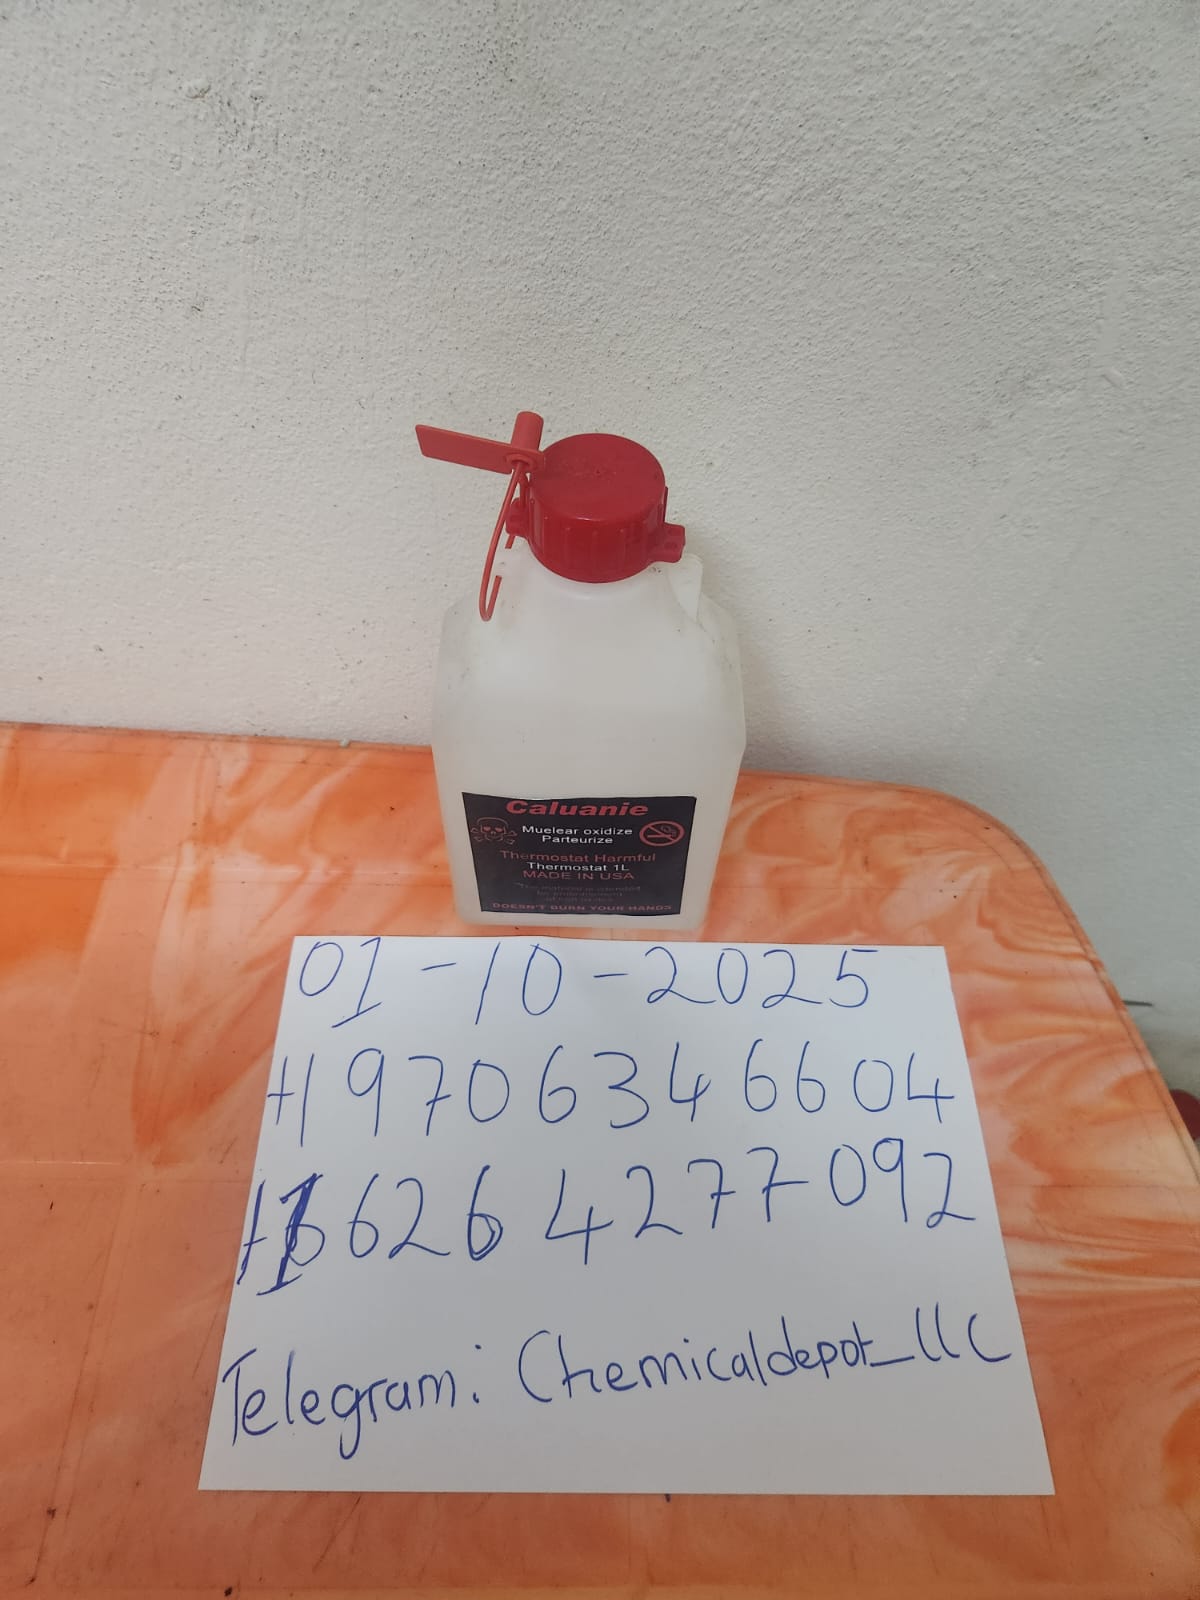 Caluanie
Muelear oxidize
Parteurize
Thermostat Harmful
Thermostat 1L
MADE IN USA
DOESN'T BURN YOUR HANDS
01-10-2025
+19706346604
+16264277092
Telegram: Chemicaldepot_llc